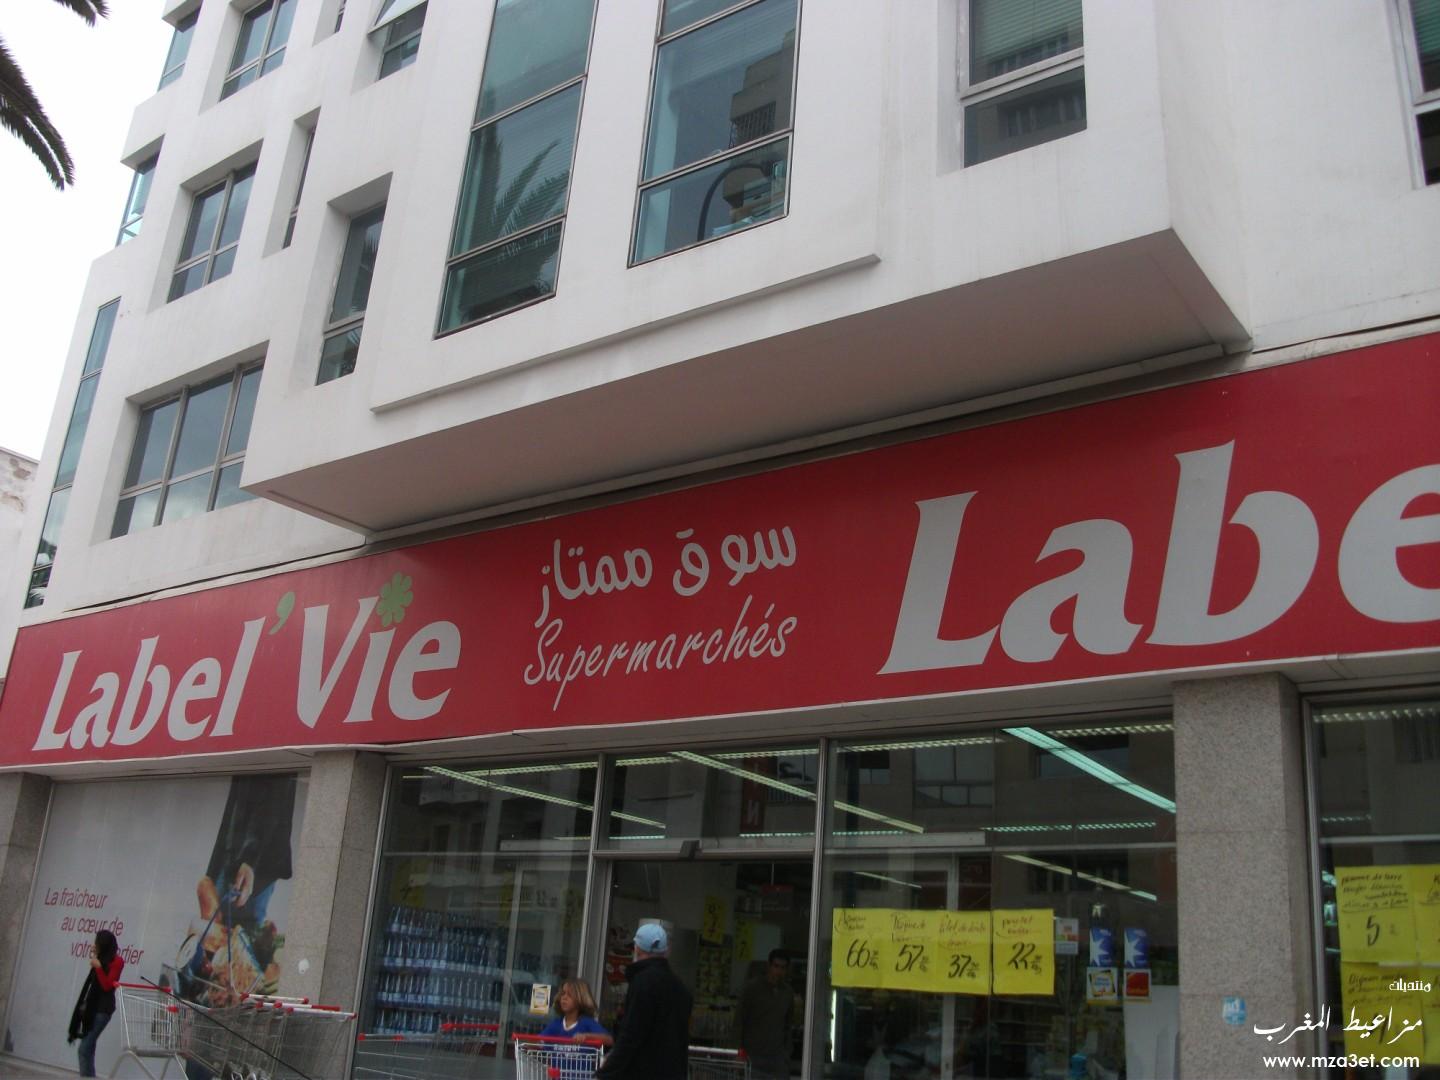 Label'Vie
سوق ممتاز
Supermarchés
Labe
La fraîcheur
au cœur de
votre
66
57
37
22
5
منتديات
مزاعيط المغرب
www.mza3et.com